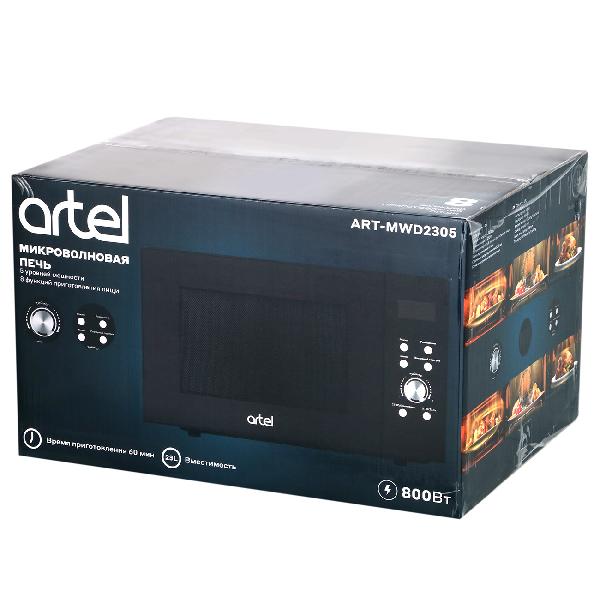 artel
ART-MWD2305
МИКРОВОЛНОВАЯ
ПЕЧЬ
5 уровней мощности
8 функций приготовления пищи
artel
Время приготовления 60 мин
23L Вместимость
800Вт